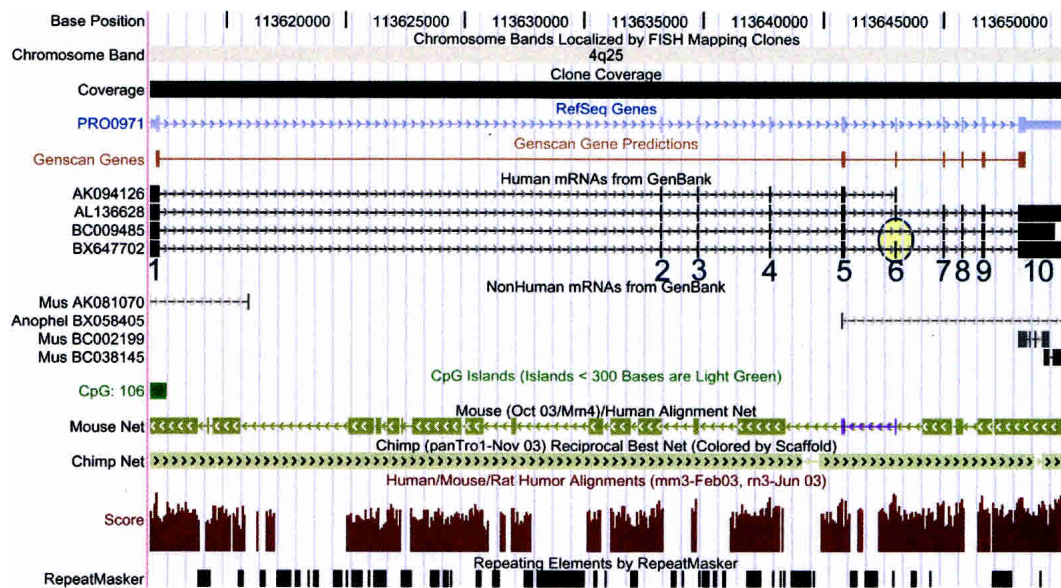 Base Position 113620000 113625000 113630000 113635000 113640000 113645000 113650000
Chromosome Bands Localized by FISH Mapping Clones
Chromosome Band 4q25
Clone Coverage
Coverage
RefSeq Genes
PRO0971
Genscan Gene Predictions
Genscan Genes
Human mRNAs from GenBank
AK094126
AL136628
BC009485
BX647702
1 2 3 4 5 6 7 8 9 10
NonHuman mRNAs from GenBank
Mus AK081070
Anophel BX058405
Mus BC002199
Mus BC038145
CpG Islands (Islands < 300 Bases are Light Green)
CpG: 106
Mouse (Oct 03/Mm4)/Human Alignment Net
Mouse Net
Chimp (panTro1-Nov 03) Reciprocal Best Net (Colored by Scaffold)
Chimp Net
Human/Mouse/Rat Humor Alignments (mm3-Feb03, rn3-Jun 03)
Score
Repeating Elements by RepeatMasker
RepeatMasker